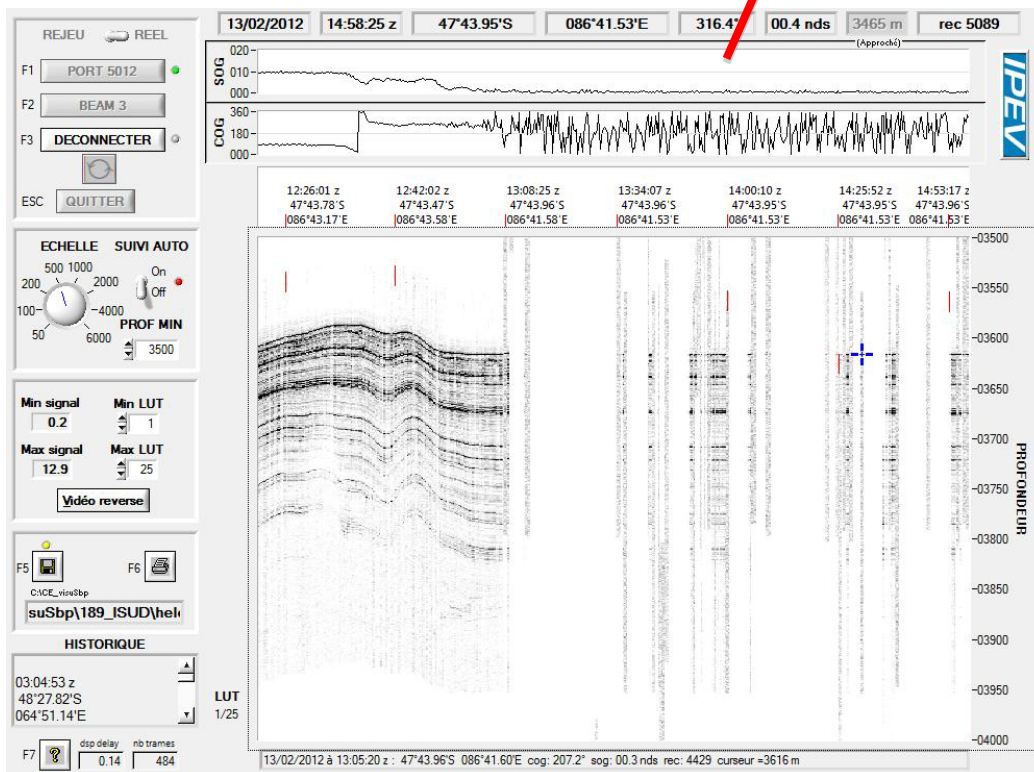 13/02/2012 14:58:25 z 47°43.95'S 086°41.53'E 316.4° 00.4 nds 3465 m rec 5089
(Approché)
REJEU REEL
F1 PORT 5012
F2 BEAM 3
F3 DECONNECTER
ESC QUITTER
SOG 020
010
000
COG 360
180
000
IPEV
12:26:01 z 12:42:02 z 13:08:25 z 13:34:07 z 14:00:10 z 14:25:52 z 14:53:17 z
47°43.78'S 47°43.47'S 47°43.96'S 47°43.96'S 47°43.95'S 47°43.95'S 47°43.96'S
086°43.17'E 086°43.58'E 086°41.58'E 086°41.53'E 086°41.53'E 086°41.53'E 086°41.53'E
ECHELLE SUIVI AUTO
50 100 200 500 1000 2000 4000 6000
On
Off
PROF MIN
3500
Min signal Min LUT
0.2 1
Max signal Max LUT
12.9 25
Vidéo reverse
F5 F6
C:\CE_visuSbp
suSbp\189_ISUD\hel
HISTORIQUE
03:04:53 z
48°27.82'S
064°51.14'E
F7 ? dsp delay nb trames
0.14 484
LUT
1/25
-03500
-03550
-03600
-03650
-03700
-03750
-03800
-03850
-03900
-03950
-04000
PROFONDEUR
13/02/2012 à 13:05:20 z : 47°43.96'S 086°41.60'E cog: 207.2° sog: 00.3 nds rec: 4429 curseur =3616 m